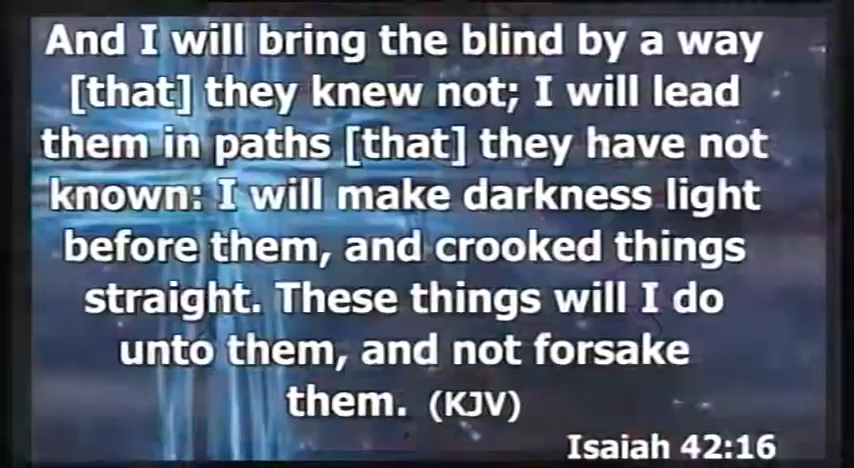 And I will bring the blind by a way
[that] they knew not; I will lead
them in paths [that] they have not
known: I will make darkness light
before them, and crooked things
straight. These things will I do
unto them, and not forsake
them. (KJV)
Isaiah 42:16